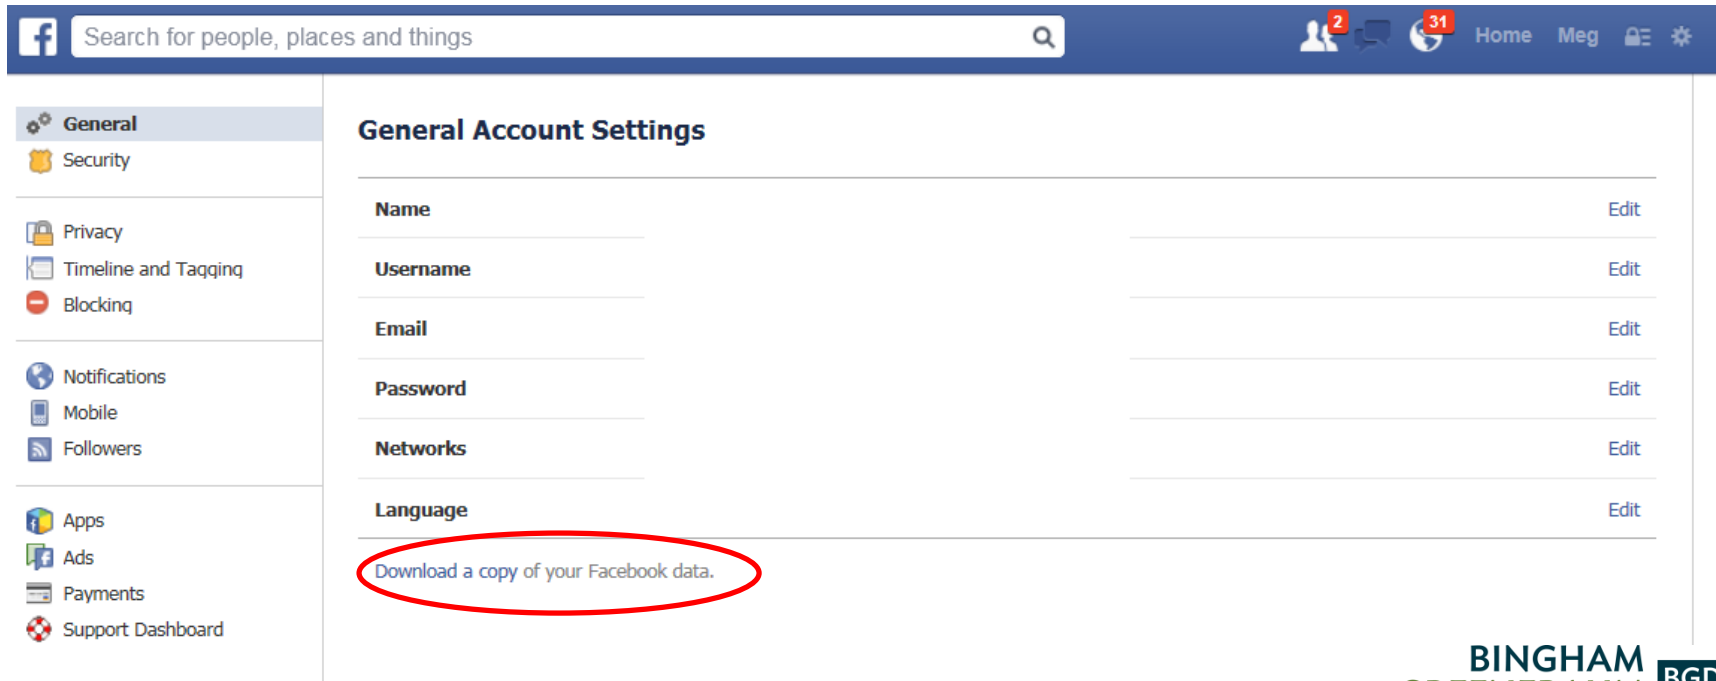 Search for people, places and things
2
31
Home
Meg
General
Security
Privacy
Timeline and Tagging
Blocking
Notifications
Mobile
Followers
Apps
Ads
Payments
Support Dashboard
General Account Settings
Name Edit
Username Edit
Email Edit
Password Edit
Networks Edit
Language Edit
Download a copy of your Facebook data.
BINGHAM
BGD